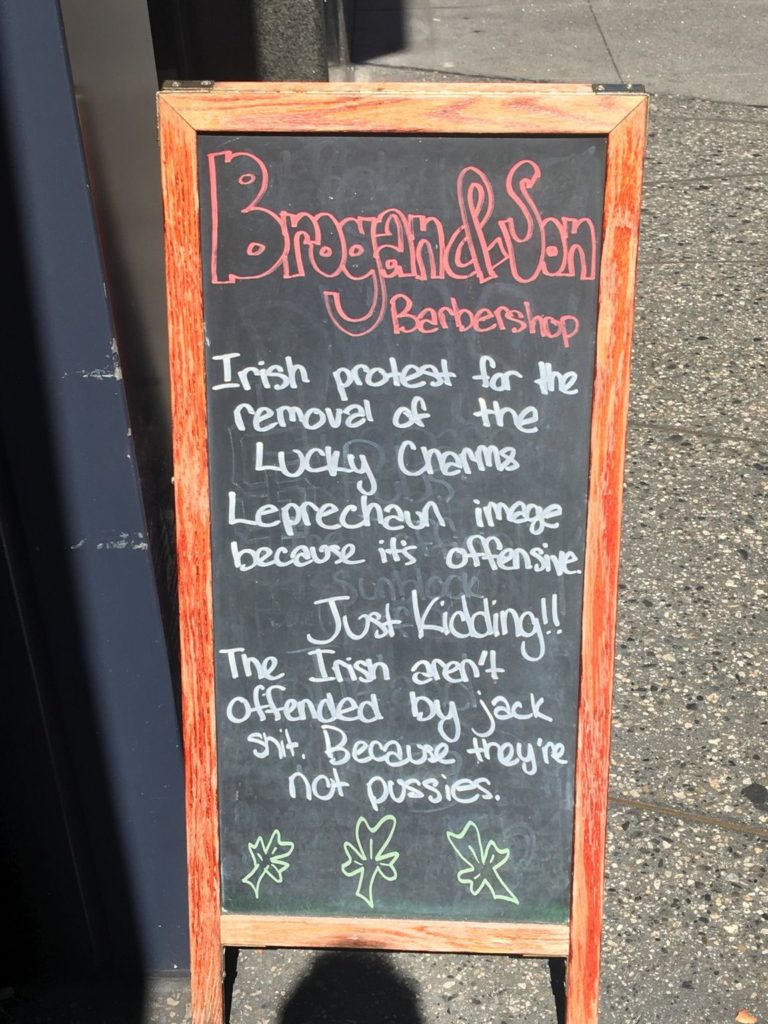 Brogan & Son
Barbershop
Irish protest for the
removal of the
Lucky Charms
Leprechaun image
because it's offensive.
Just Kidding!!
The Irish aren't
offended by jack
shit. Because they're
not pussies.